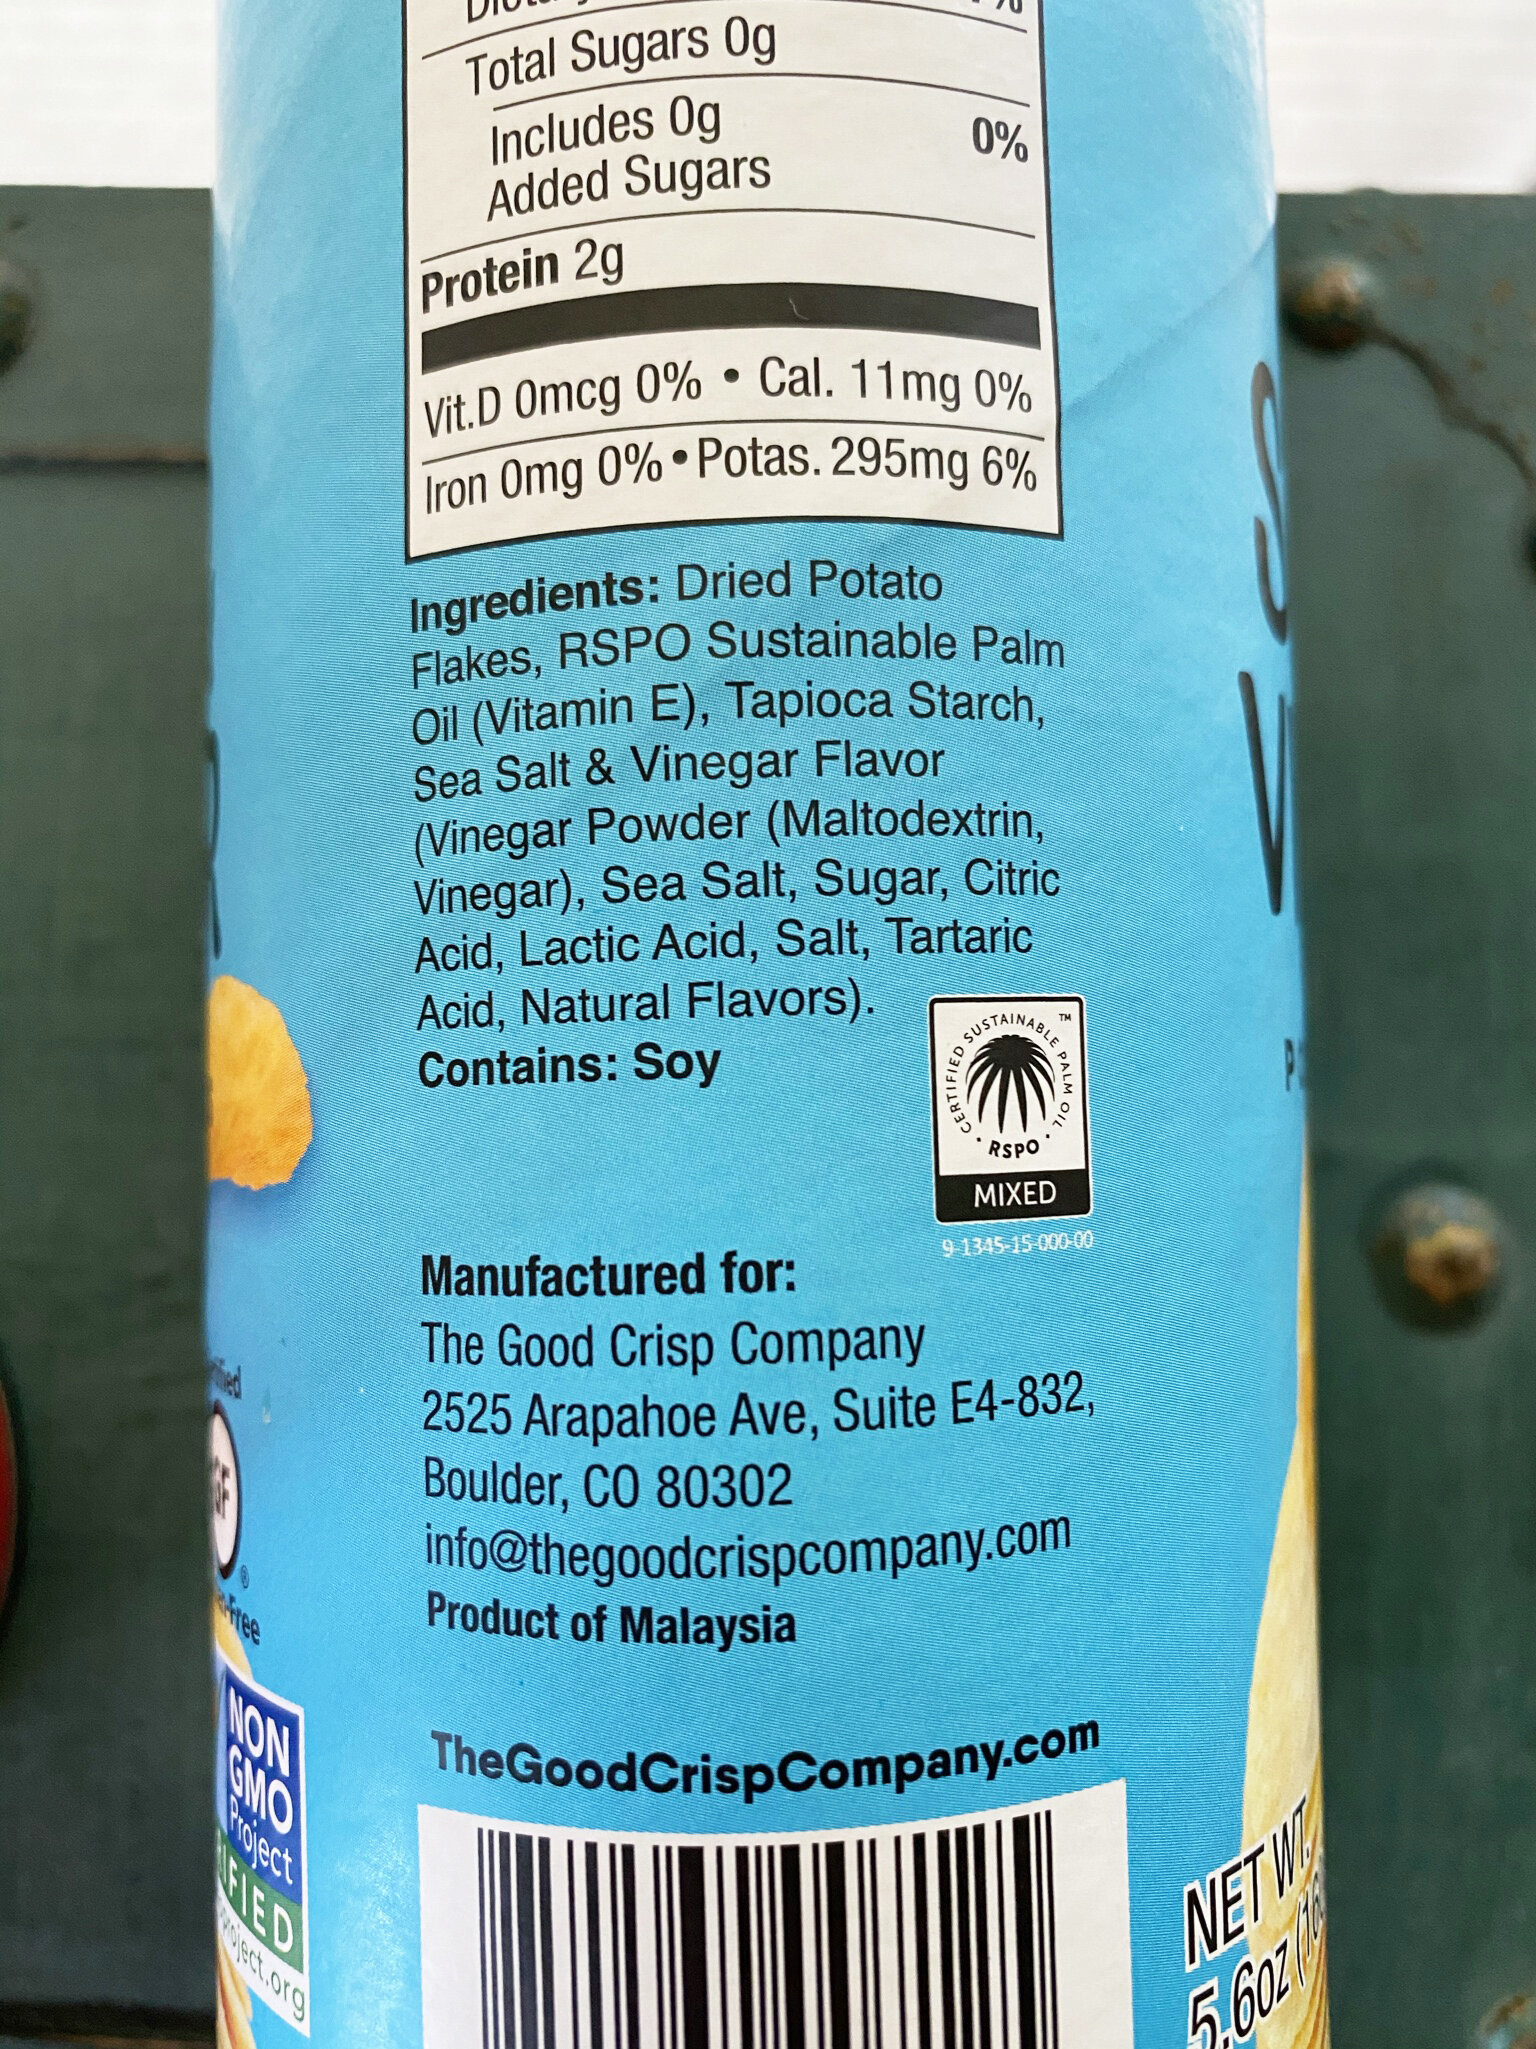 Total Sugars 0g
Includes 0g 0%
Added Sugars
Protein 2g
Vit.D 0mcg 0% • Cal. 11mg 0%
Iron 0mg 0% • Potas. 295mg 6%
Ingredients: Dried Potato
Flakes, RSPO Sustainable Palm
Oil (Vitamin E), Tapioca Starch,
Sea Salt & Vinegar Flavor
(Vinegar Powder (Maltodextrin,
Vinegar), Sea Salt, Sugar, Citric
Acid, Lactic Acid, Salt, Tartaric
Acid, Natural Flavors).
Contains: Soy
CERTIFIED SUSTAINABLE PALM OIL ™
RSPO
MIXED
9-1345-15-000-00
Manufactured for:
The Good Crisp Company
2525 Arapahoe Ave, Suite E4-832,
Boulder, CO 80302
info@thegoodcrispcompany.com
Product of Malaysia
TheGoodCrispCompany.com
GF
®
NON
GMO
Project
NET WT.
5.6oz